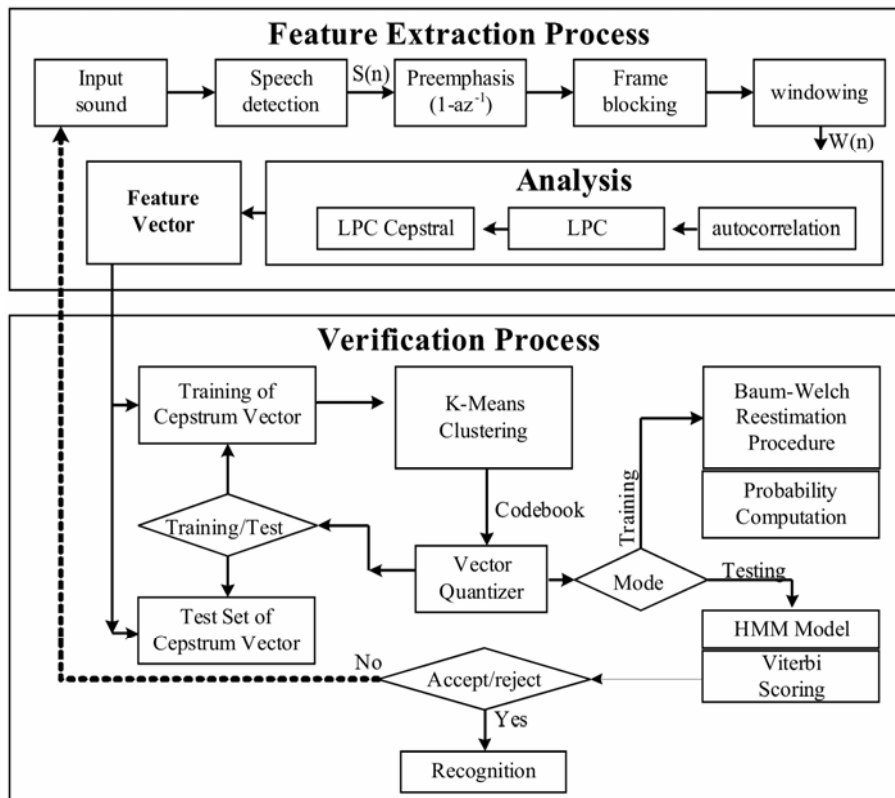 Feature Extraction Process
Input
sound
Speech
detection
S(n)
Preemphasis
(1-az⁻¹)
Frame
blocking
windowing
W(n)
Feature
Vector
Analysis
LPC Cepstral
LPC
autocorrelation
Verification Process
Training of
Cepstrum Vector
K-Means
Clustering
Baum-Welch
Reestimation
Procedure
Probability
Computation
Training
Codebook
Training/Test
Vector
Quantizer
Mode
Testing
Test Set of
Cepstrum Vector
HMM Model
Viterbi
Scoring
No
Accept/reject
Yes
Recognition